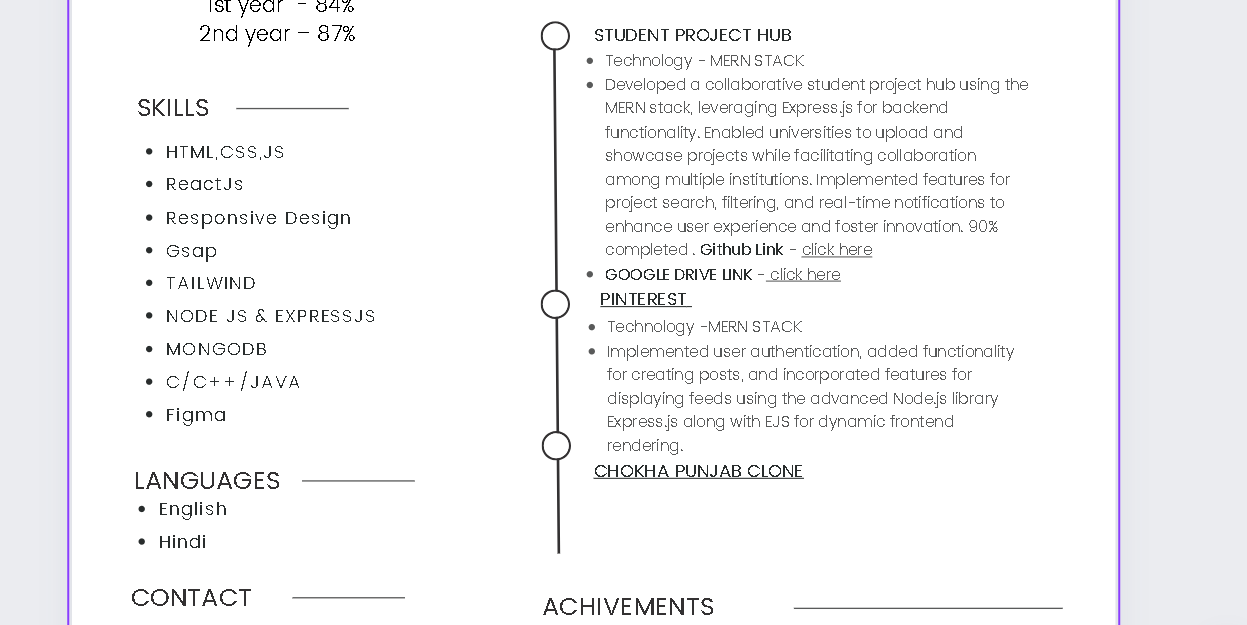 1st year - 84%
2nd year – 87%
SKILLS
HTML,CSS,JS
ReactJs
Responsive Design
Gsap
TAILWIND
NODE JS & EXPRESSJS
MONGODB
C/C++/JAVA
Figma
LANGUAGES
English
Hindi
CONTACT
STUDENT PROJECT HUB
Technology - MERN STACK
Developed a collaborative student project hub using the
MERN stack, leveraging Express.js for backend
functionality. Enabled universities to upload and
showcase projects while facilitating collaboration
among multiple institutions. Implemented features for
project search, filtering, and real-time notifications to
enhance user experience and foster innovation. 90%
completed . Github Link - click here
GOOGLE DRIVE LINK - click here
PINTEREST
Technology -MERN STACK
Implemented user authentication, added functionality
for creating posts, and incorporated features for
displaying feeds using the advanced Node.js library
Express.js along with EJS for dynamic frontend
rendering.
CHOKHA PUNJAB CLONE
ACHIVEMENTS